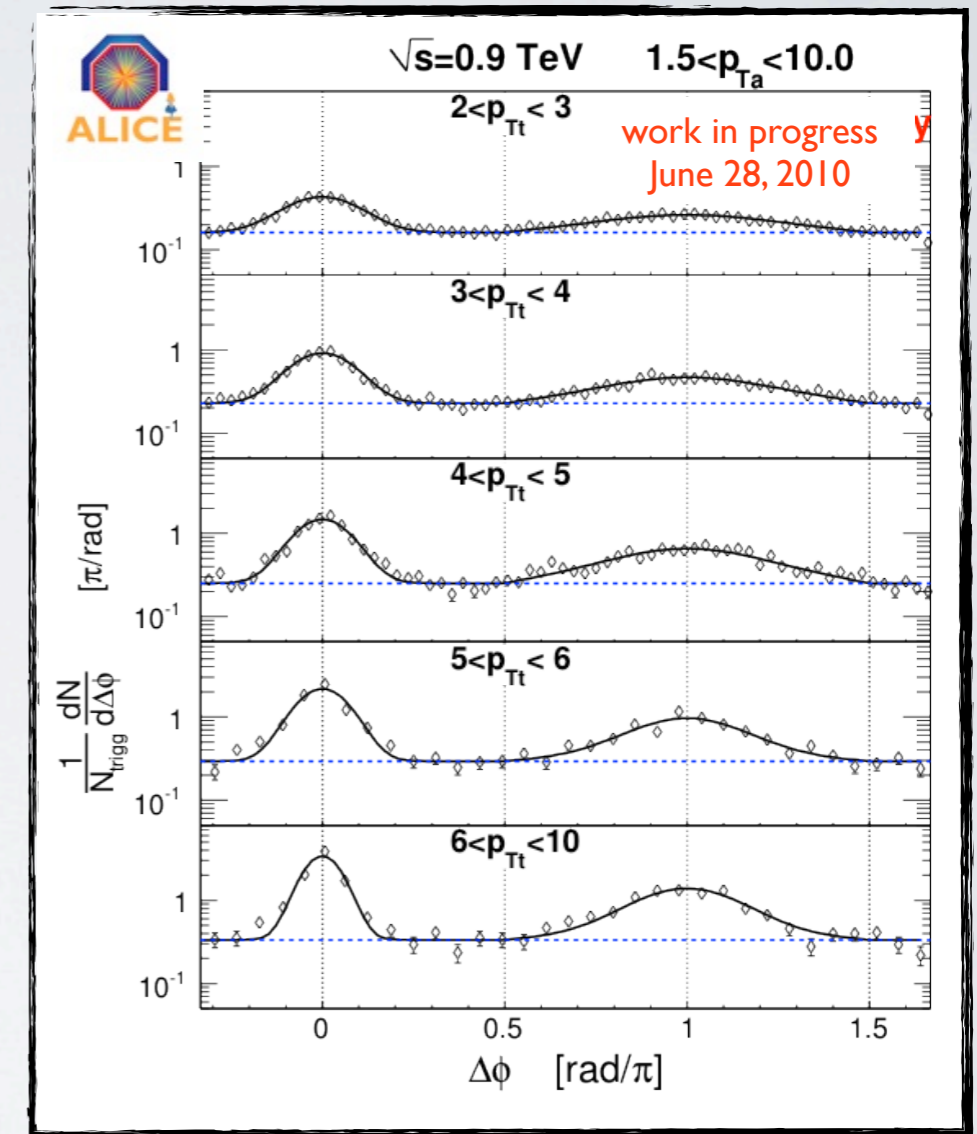 ALICE
√s=0.9 TeV 1.5<p_Ta<10.0
2<p_Tt< 3
work in progress
June 28, 2010
y
1
10^-1
3<p_Tt< 4
1
10^-1
4<p_Tt< 5
1
10^-1
5<p_Tt< 6
1
10^-1
6<p_Tt<10
1
10^-1
1/N_trigg dN/dΔϕ [π/rad]
0 0.5 1 1.5
Δϕ [rad/π]